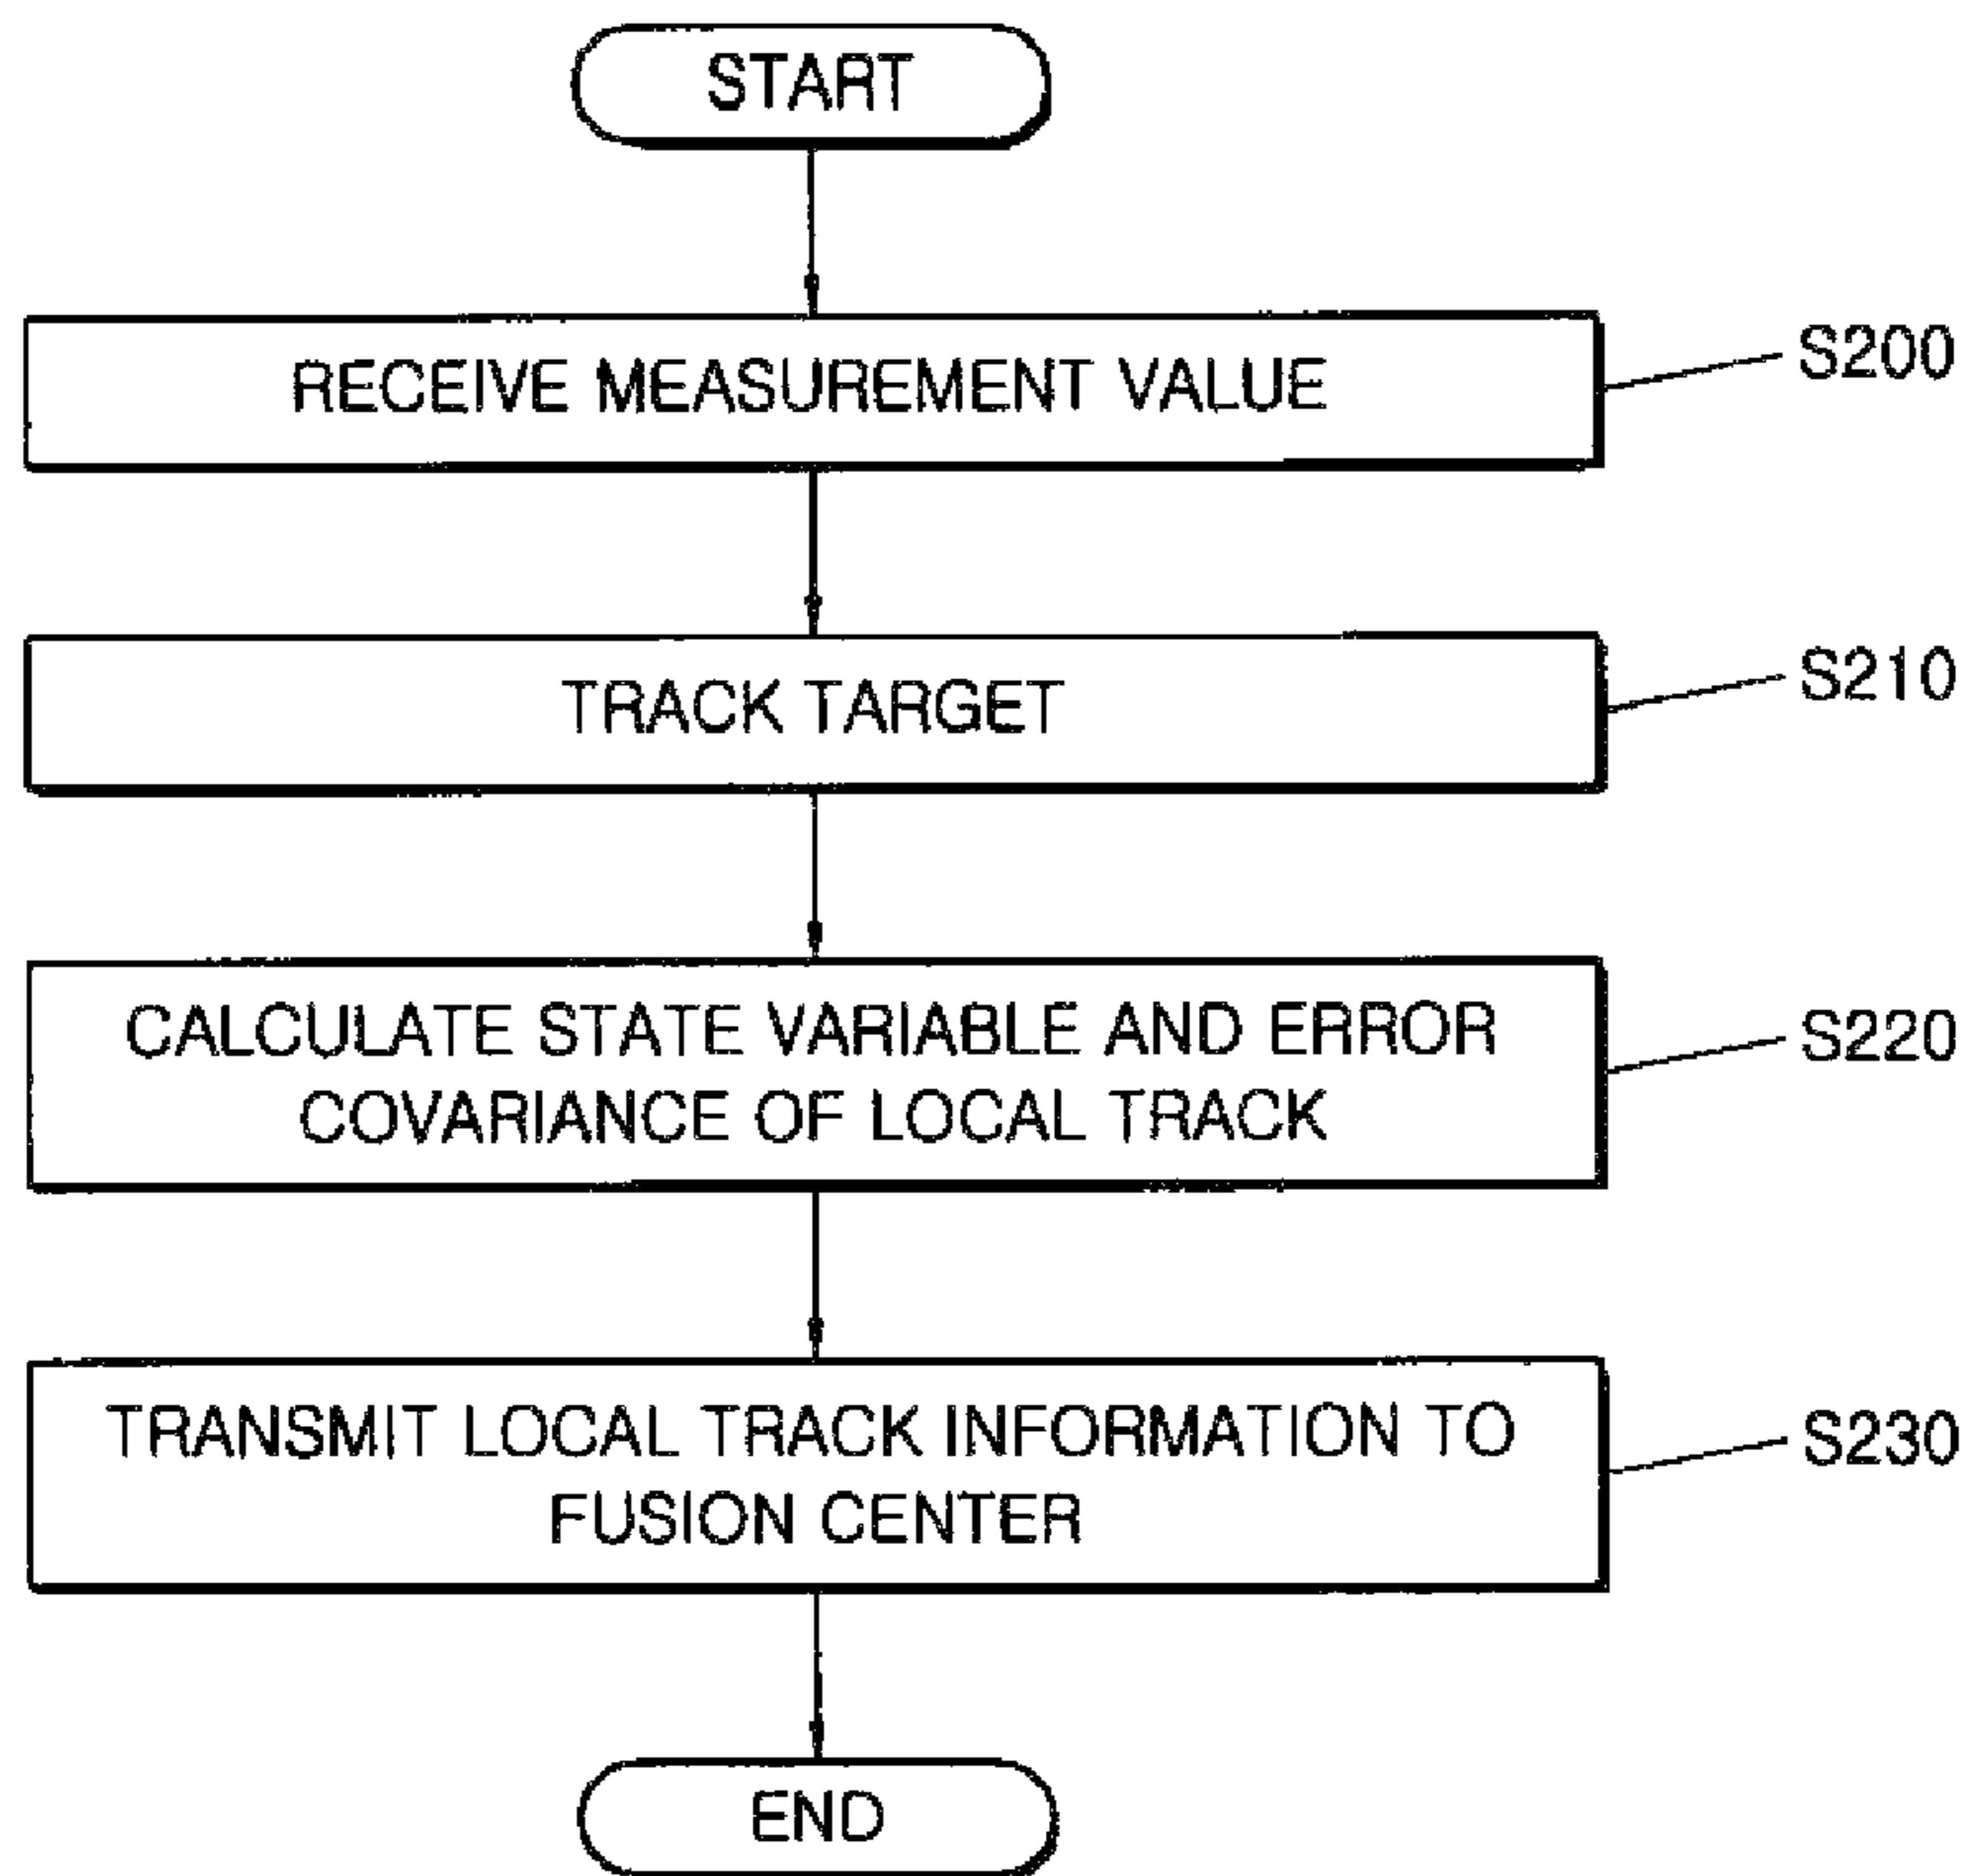 START
RECEIVE MEASUREMENT VALUE
S200
TRACK TARGET
S210
CALCULATE STATE VARIABLE AND ERROR
COVARIANCE OF LOCAL TRACK
S220
TRANSMIT LOCAL TRACK INFORMATION TO
FUSION CENTER
S230
END